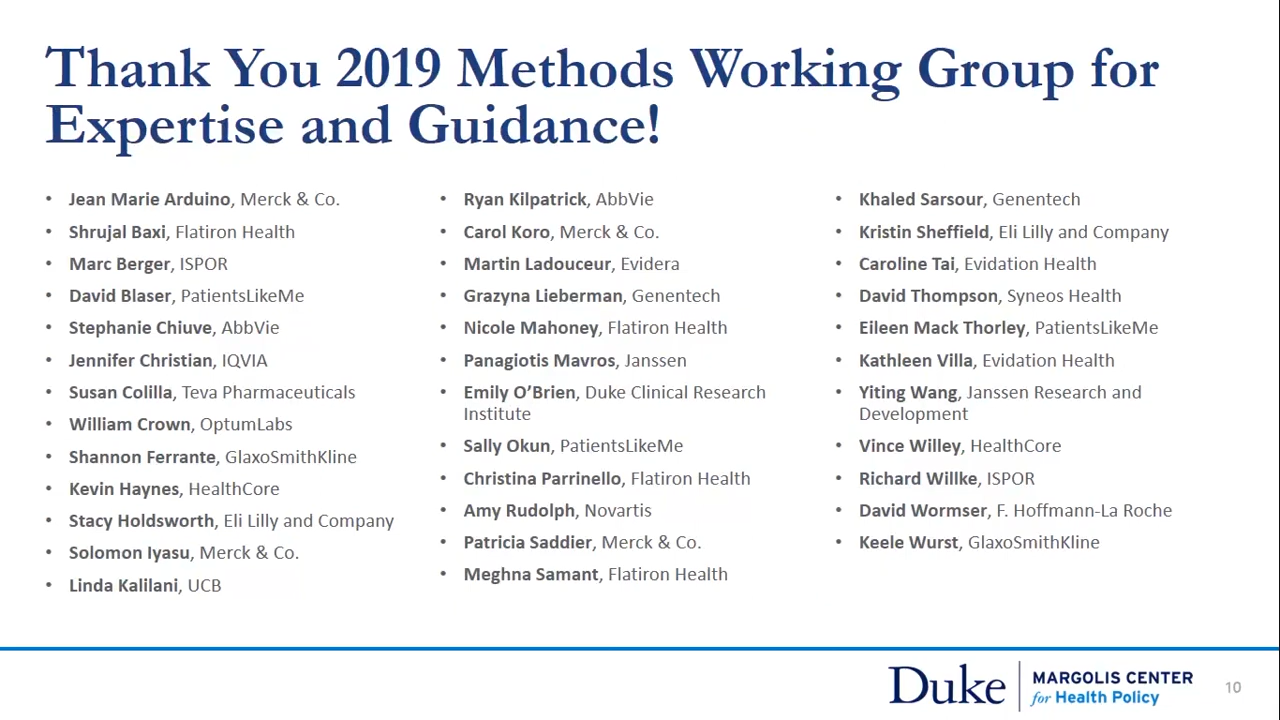 Thank You 2019 Methods Working Group for
Expertise and Guidance!
• Jean Marie Arduino, Merck & Co.
• Shrujal Baxi, Flatiron Health
• Marc Berger, ISPOR
• David Blaser, PatientsLikeMe
• Stephanie Chiuve, AbbVie
• Jennifer Christian, IQVIA
• Susan Colilla, Teva Pharmaceuticals
• William Crown, OptumLabs
• Shannon Ferrante, GlaxoSmithKline
• Kevin Haynes, HealthCore
• Stacy Holdsworth, Eli Lilly and Company
• Solomon Iyasu, Merck & Co.
• Linda Kalilani, UCB
• Ryan Kilpatrick, AbbVie
• Carol Koro, Merck & Co.
• Martin Ladouceur, Evidera
• Grazyna Lieberman, Genentech
• Nicole Mahoney, Flatiron Health
• Panagiotis Mavros, Janssen
• Emily O’Brien, Duke Clinical Research
Institute
• Sally Okun, PatientsLikeMe
• Christina Parrinello, Flatiron Health
• Amy Rudolph, Novartis
• Patricia Saddier, Merck & Co.
• Meghna Samant, Flatiron Health
• Khaled Sarsour, Genentech
• Kristin Sheffield, Eli Lilly and Company
• Caroline Tai, Evidation Health
• David Thompson, Syneos Health
• Eileen Mack Thorley, PatientsLikeMe
• Kathleen Villa, Evidation Health
• Yiting Wang, Janssen Research and
Development
• Vince Willey, HealthCore
• Richard Willke, ISPOR
• David Wormser, F. Hoffmann-La Roche
• Keele Wurst, GlaxoSmithKline
Duke
MARGOLIS CENTER
for Health Policy
10